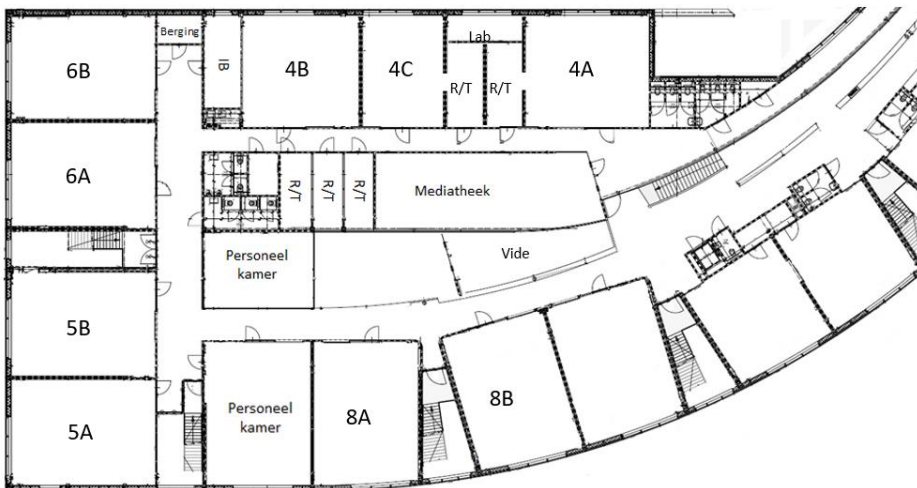 Berging
Lab
6B
IB
4B
4C
R/T
R/T
4A
6A
R/T
R/T
R/T
Mediatheek
Personeel
kamer
Vide
5B
5A
Personeel
kamer
8A
8B